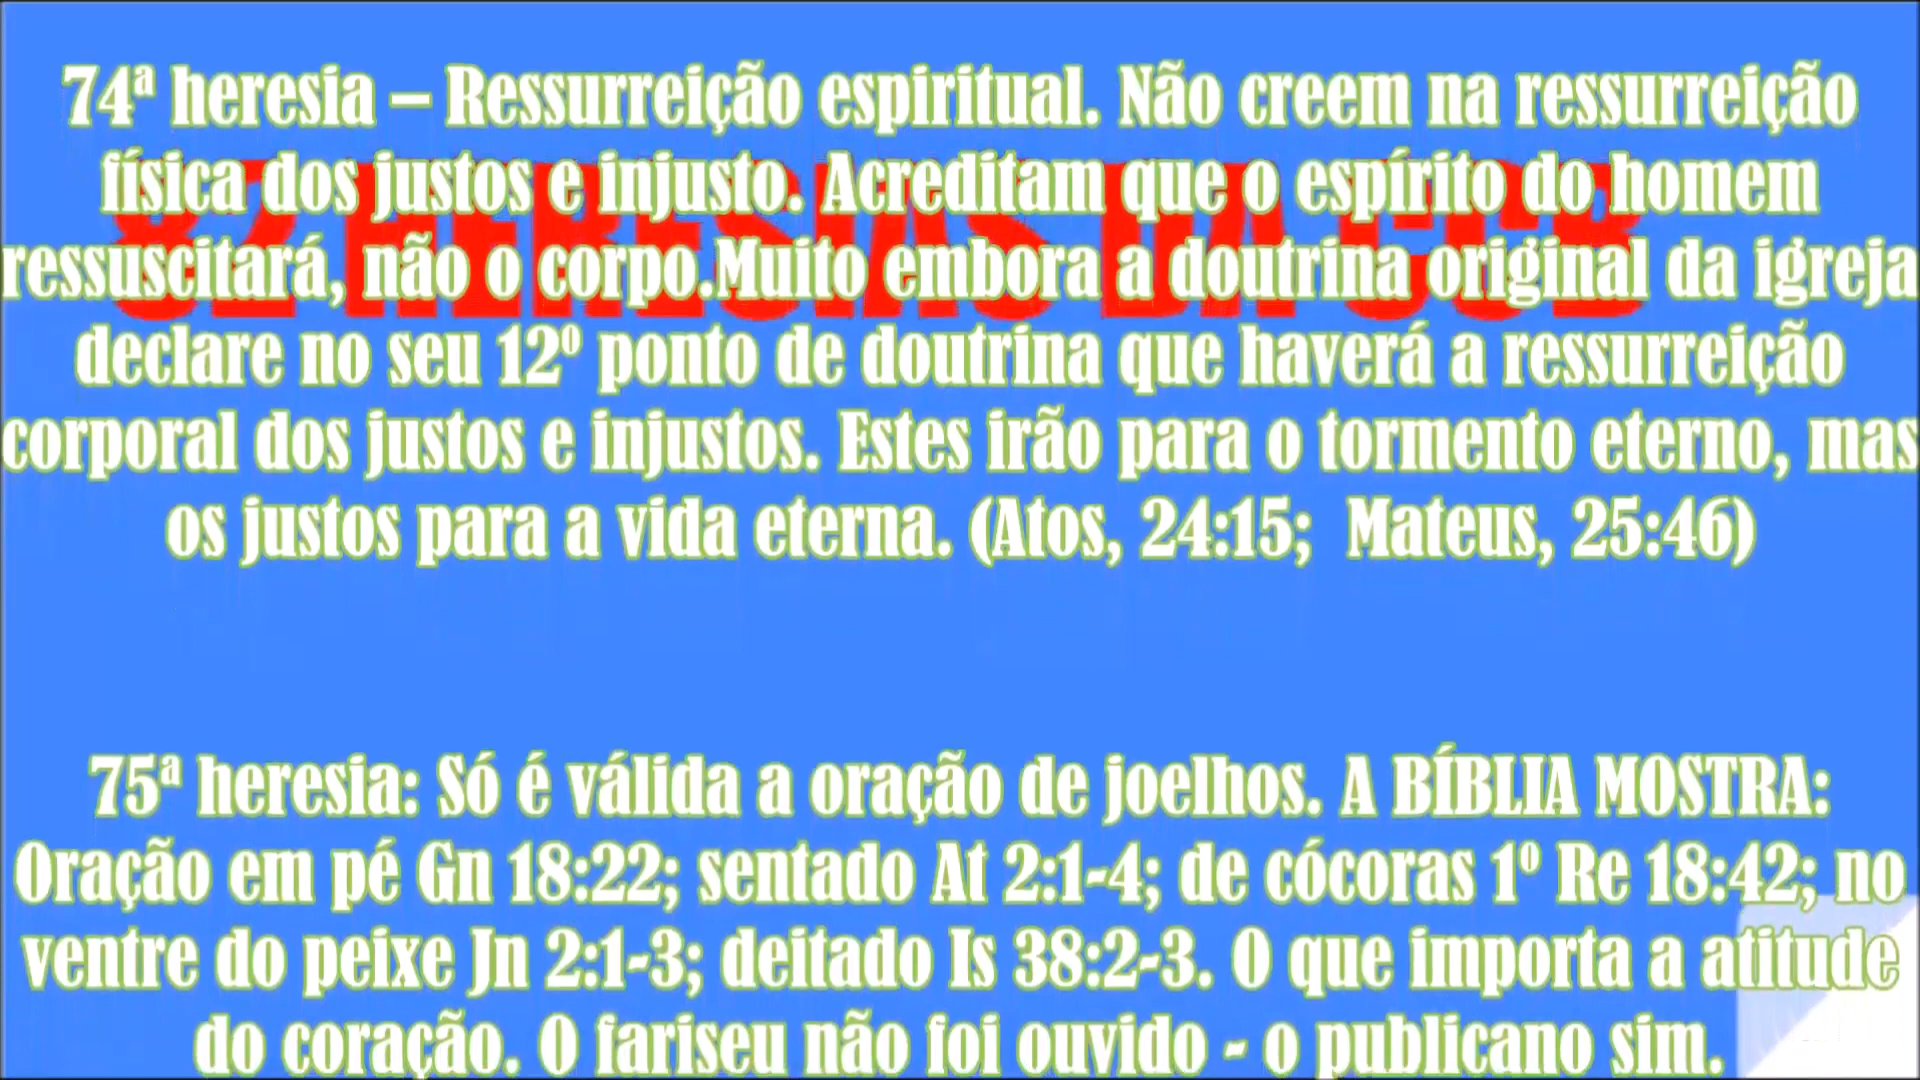 74ª heresia – Ressurreição espiritual. Não creem na ressurreição
física dos justos e injusto. Acreditam que o espírito do homem
82 HERESIAS DA CCB
ressuscitará, não o corpo.Muito embora a doutrina original da igreja
declare no seu 12º ponto de doutrina que haverá a ressurreição
corporal dos justos e injustos. Estes irão para o tormento eterno, mas
os justos para a vida eterna. (Atos, 24:15; Mateus, 25:46)
75ª heresia: Só é válida a oração de joelhos. A BÍBLIA MOSTRA:
Oração em pé Gn 18:22; sentado At 2:1-4; de cócoras 1º Re 18:42; no
ventre do peixe Jn 2:1-3; deitado Is 38:2-3. O que importa a atitude
do coração. O fariseu não foi ouvido - o publicano sim.